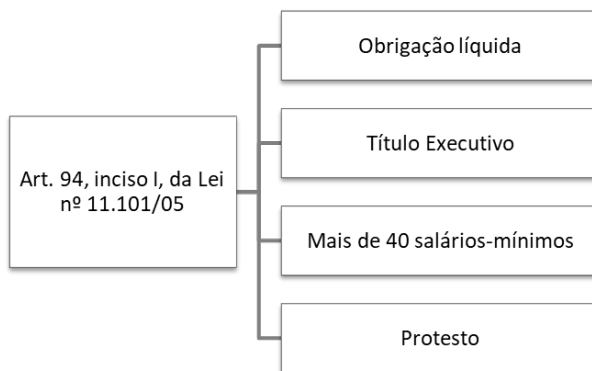 Obrigação líquida
Título Executivo
Art. 94, inciso I, da Lei
nº 11.101/05
Mais de 40 salários-mínimos
Protesto